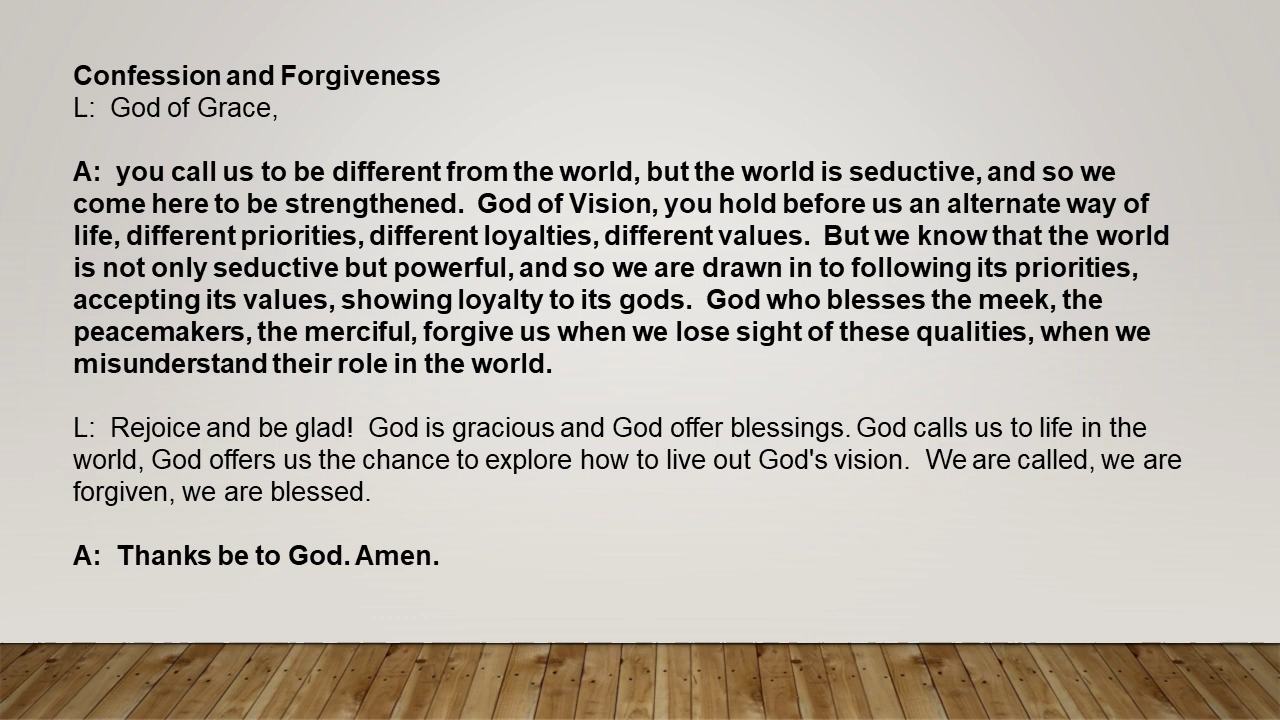 Confession and Forgiveness
L:  God of Grace,
A:  you call us to be different from the world, but the world is seductive, and so we
come here to be strengthened.  God of Vision, you hold before us an alternate way of
life, different priorities, different loyalties, different values.  But we know that the world
is not only seductive but powerful, and so we are drawn in to following its priorities,
accepting its values, showing loyalty to its gods.  God who blesses the meek, the
peacemakers, the merciful, forgive us when we lose sight of these qualities, when we
misunderstand their role in the world.
L:  Rejoice and be glad!  God is gracious and God offer blessings. God calls us to life in the
world, God offers us the chance to explore how to live out God's vision.  We are called, we are
forgiven, we are blessed.
A:  Thanks be to God. Amen.